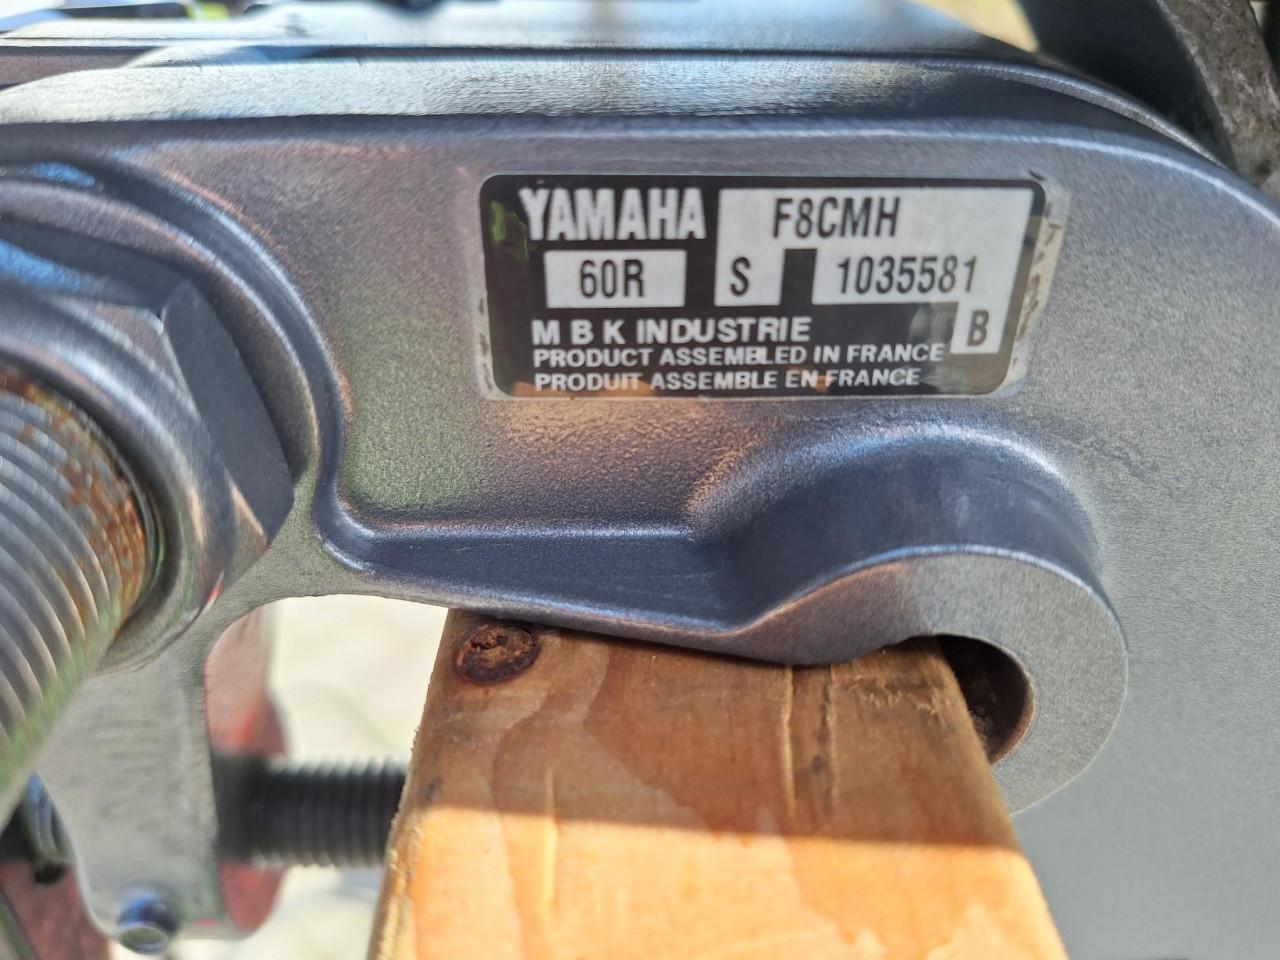 YAMAHA F8CMH
60R S 1035581
M B K INDUSTRIE B
PRODUCT ASSEMBLED IN FRANCE
PRODUIT ASSEMBLE EN FRANCE